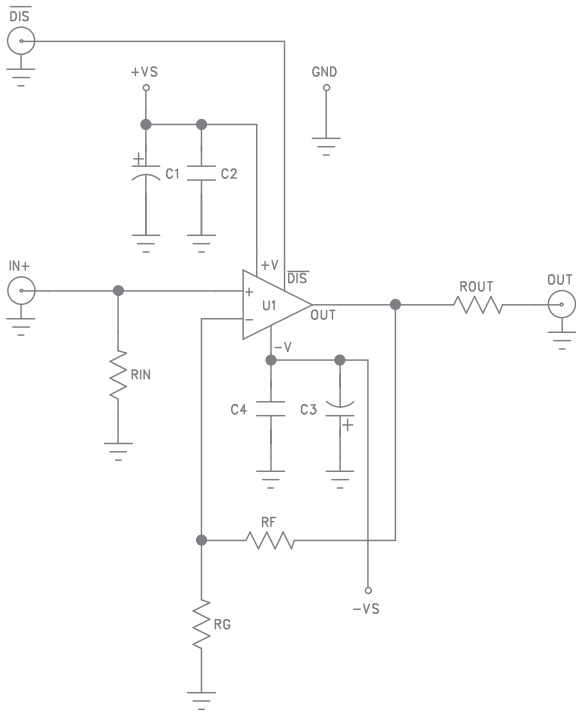 DIS
+VS
GND
+
C1
C2
IN+
+V
DIS
+
U1
−
OUT
ROUT
OUT
−V
RIN
C4
C3
+
RF
−VS
RG